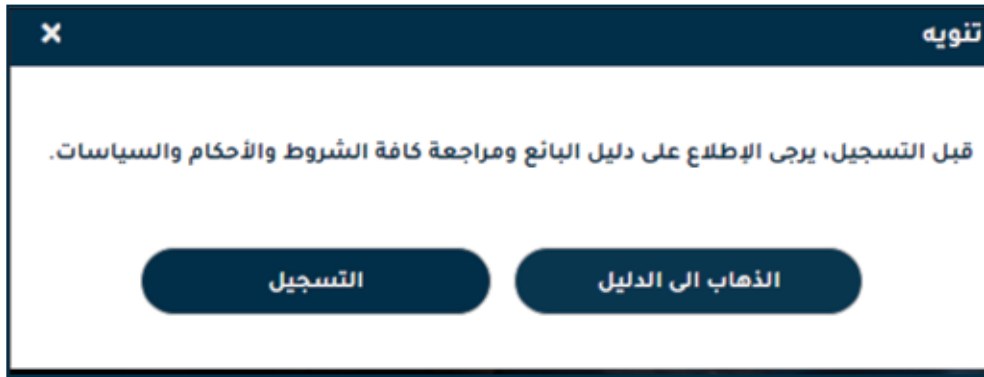 تنويه
قبل التسجيل، يرجى الإطلاع على دليل البائع ومراجعة كافة الشروط والأحكام والسياسات.
الذهاب الى الدليل
التسجيل